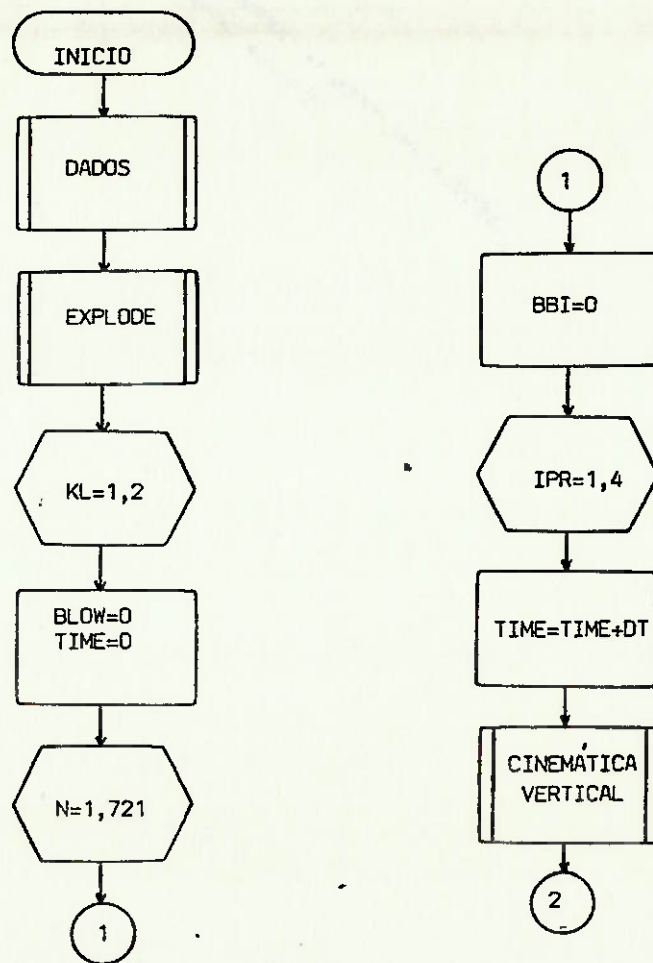 INICIO
DADOS
EXPLODE
KL=1,2
BLOW=0
TIME=0
N=1,721
1
1
BBI=0
IPR=1,4
TIME=TIME+DT
CINEMÁTICA
VERTICAL
2